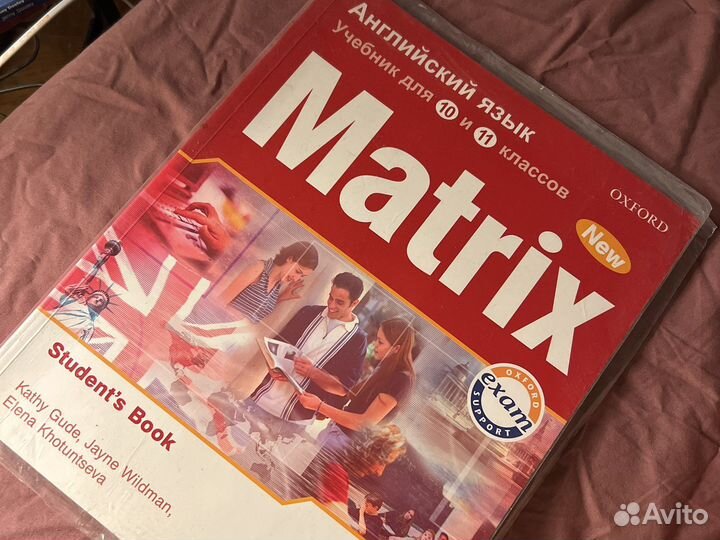 Английский язык
Учебник для 10 и 11 классов
OXFORD
Matrix
New
OXFORD
exam
SUPPORT
Student's Book
Kathy Gude, Jayne Wildman,
Elena Khotuntseva
Avito